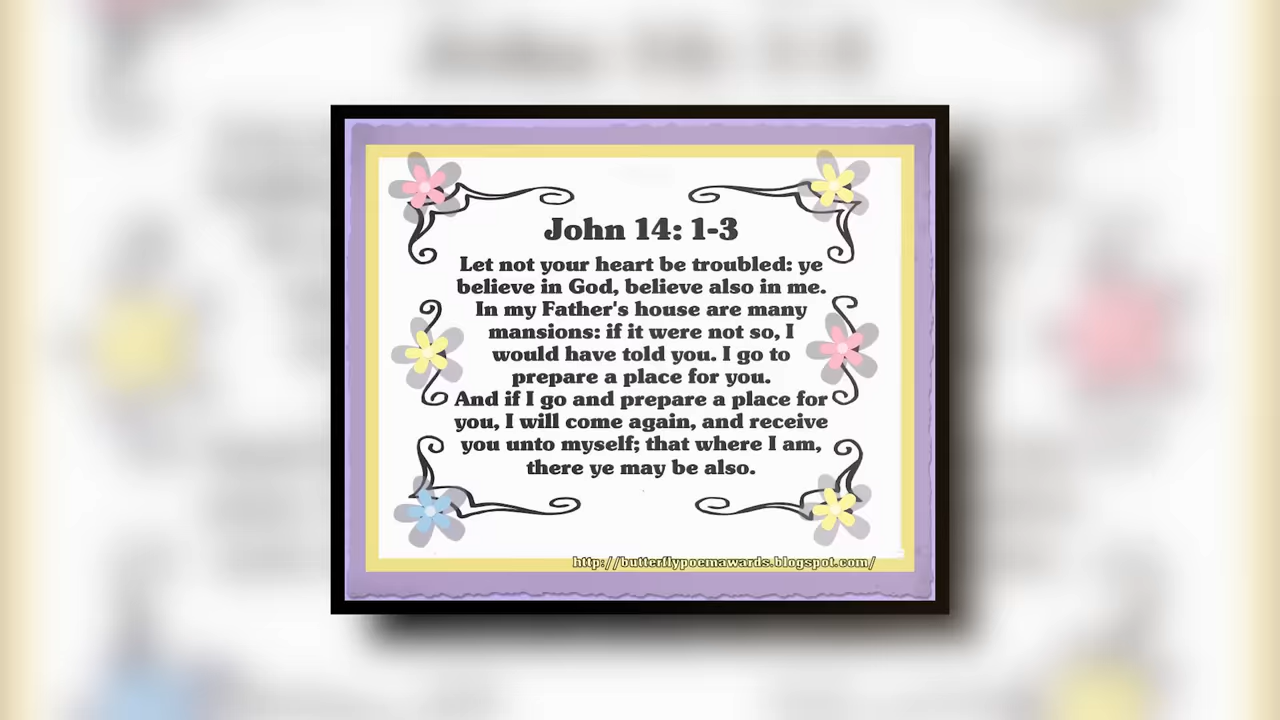 John 14: 1-3
Let not your heart be troubled: ye
believe in God, believe also in me.
In my Father's house are many
mansions: if it were not so, I
would have told you. I go to
prepare a place for you.
And if I go and prepare a place for
you, I will come again, and receive
you unto myself; that where I am,
there ye may be also.
http://butterflypoemawards.blogspot.com/